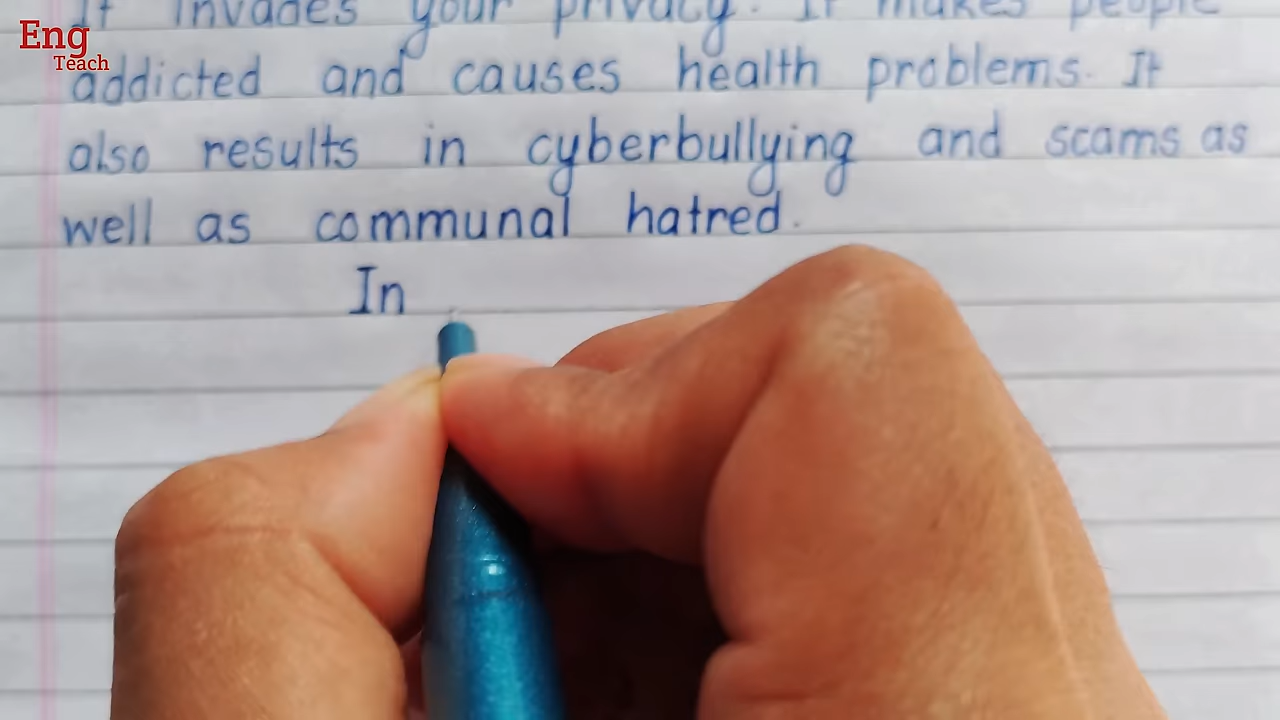 Eng
Teach
It invades your privacy. It makes people
addicted and causes health problems. It
also results in cyberbullying and scams as
well as communal hatred.
In